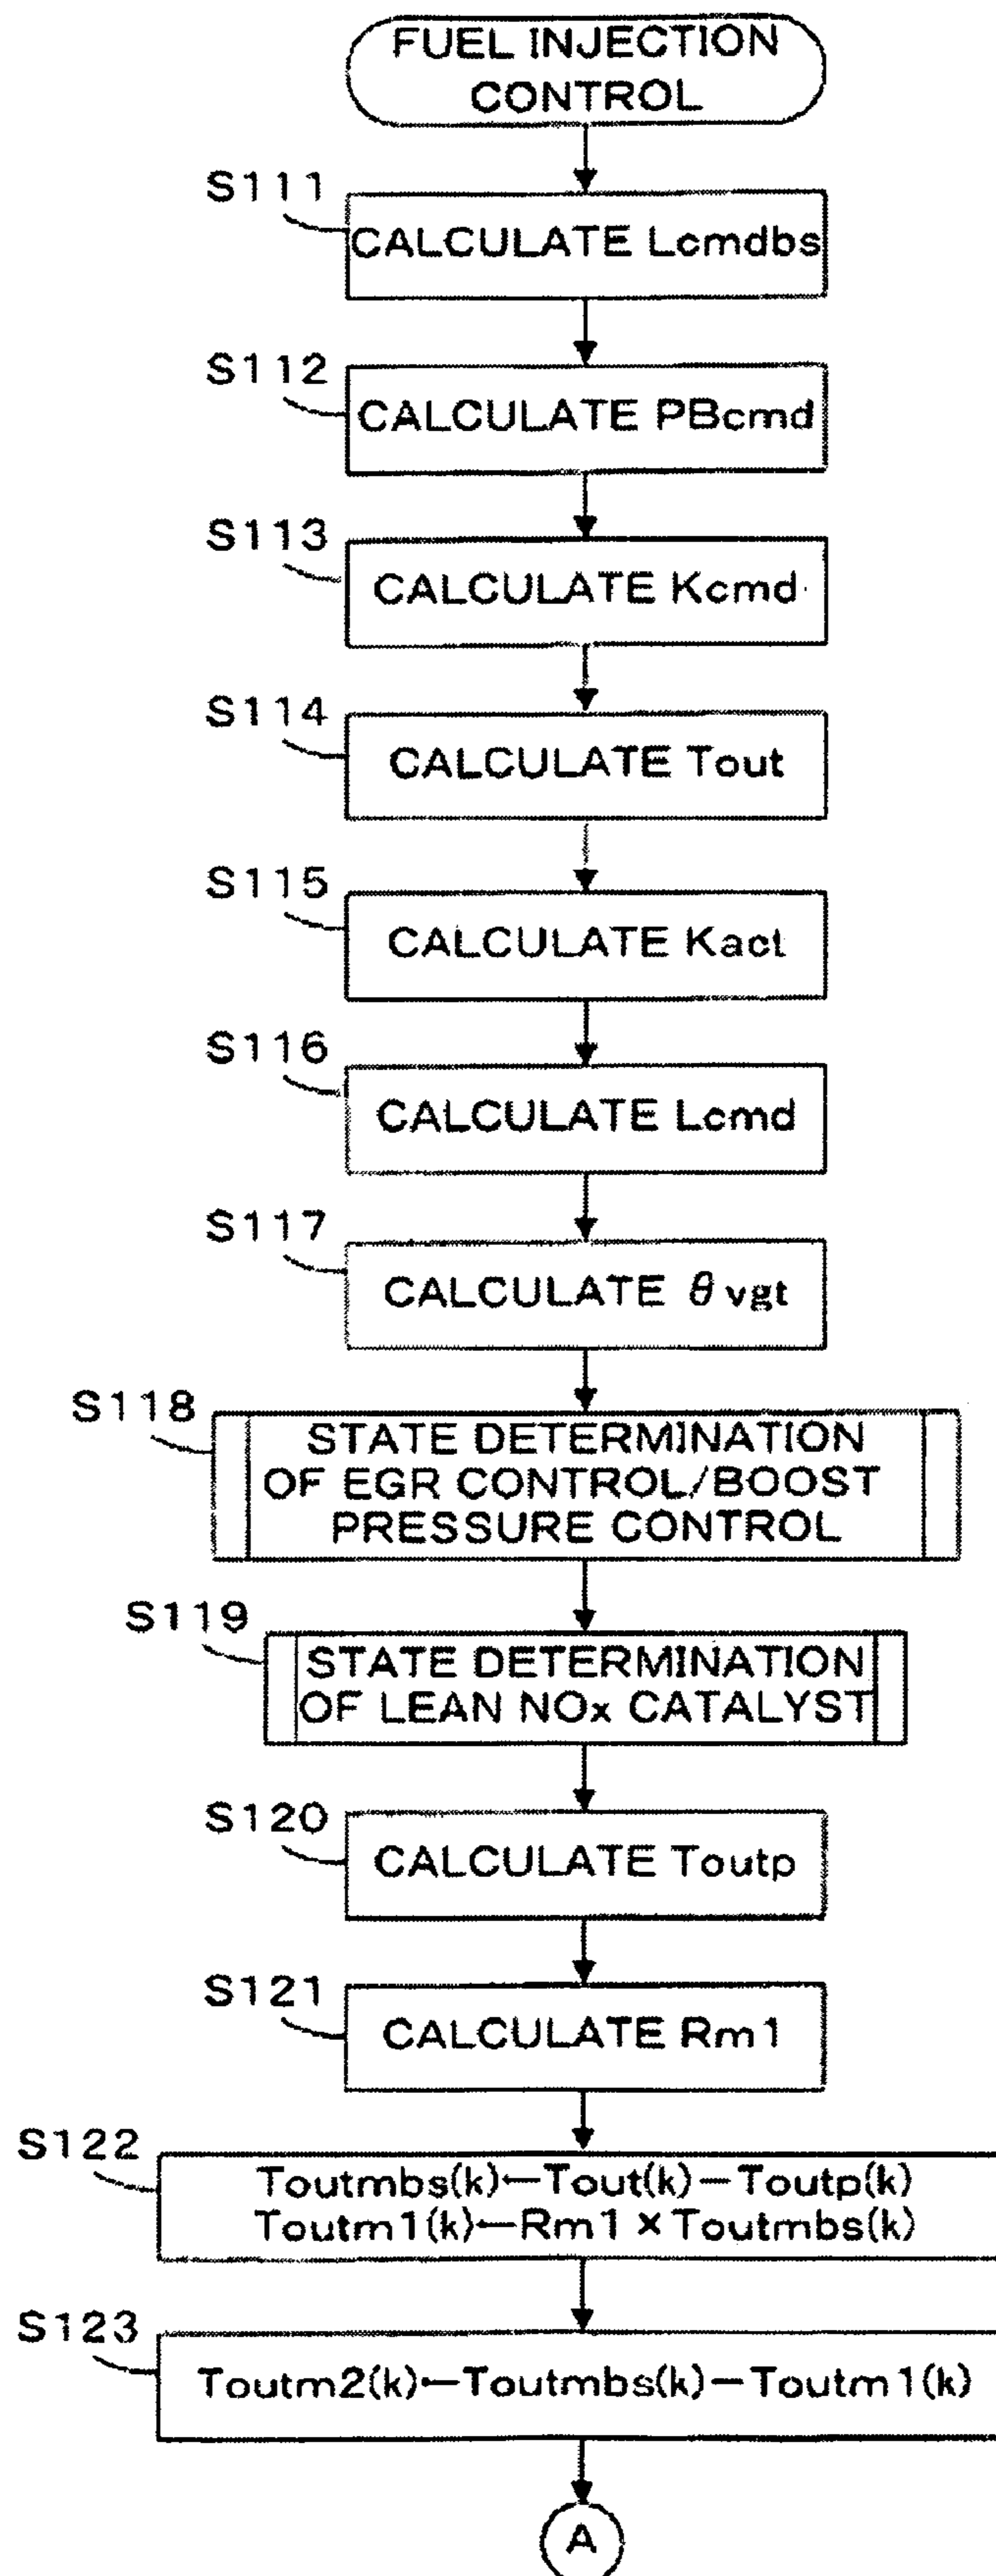 FUEL INJECTION
CONTROL
S111
CALCULATE Lcmdbs
S112
CALCULATE PBcmd
S113
CALCULATE Kcmd
S114
CALCULATE Tout
S115
CALCULATE Kact
S116
CALCULATE Lcmd
S117
CALCULATE θvgt
S118
STATE DETERMINATION
OF EGR CONTROL/BOOST
PRESSURE CONTROL
S119
STATE DETERMINATION
OF LEAN NOx CATALYST
S120
CALCULATE Toutp
S121
CALCULATE Rm1
S122
Toutmbs(k)←Tout(k)−Toutp(k)
Toutm1(k)←Rm1×Toutmbs(k)
S123
Toutm2(k)←Toutmbs(k)−Toutm1(k)
A